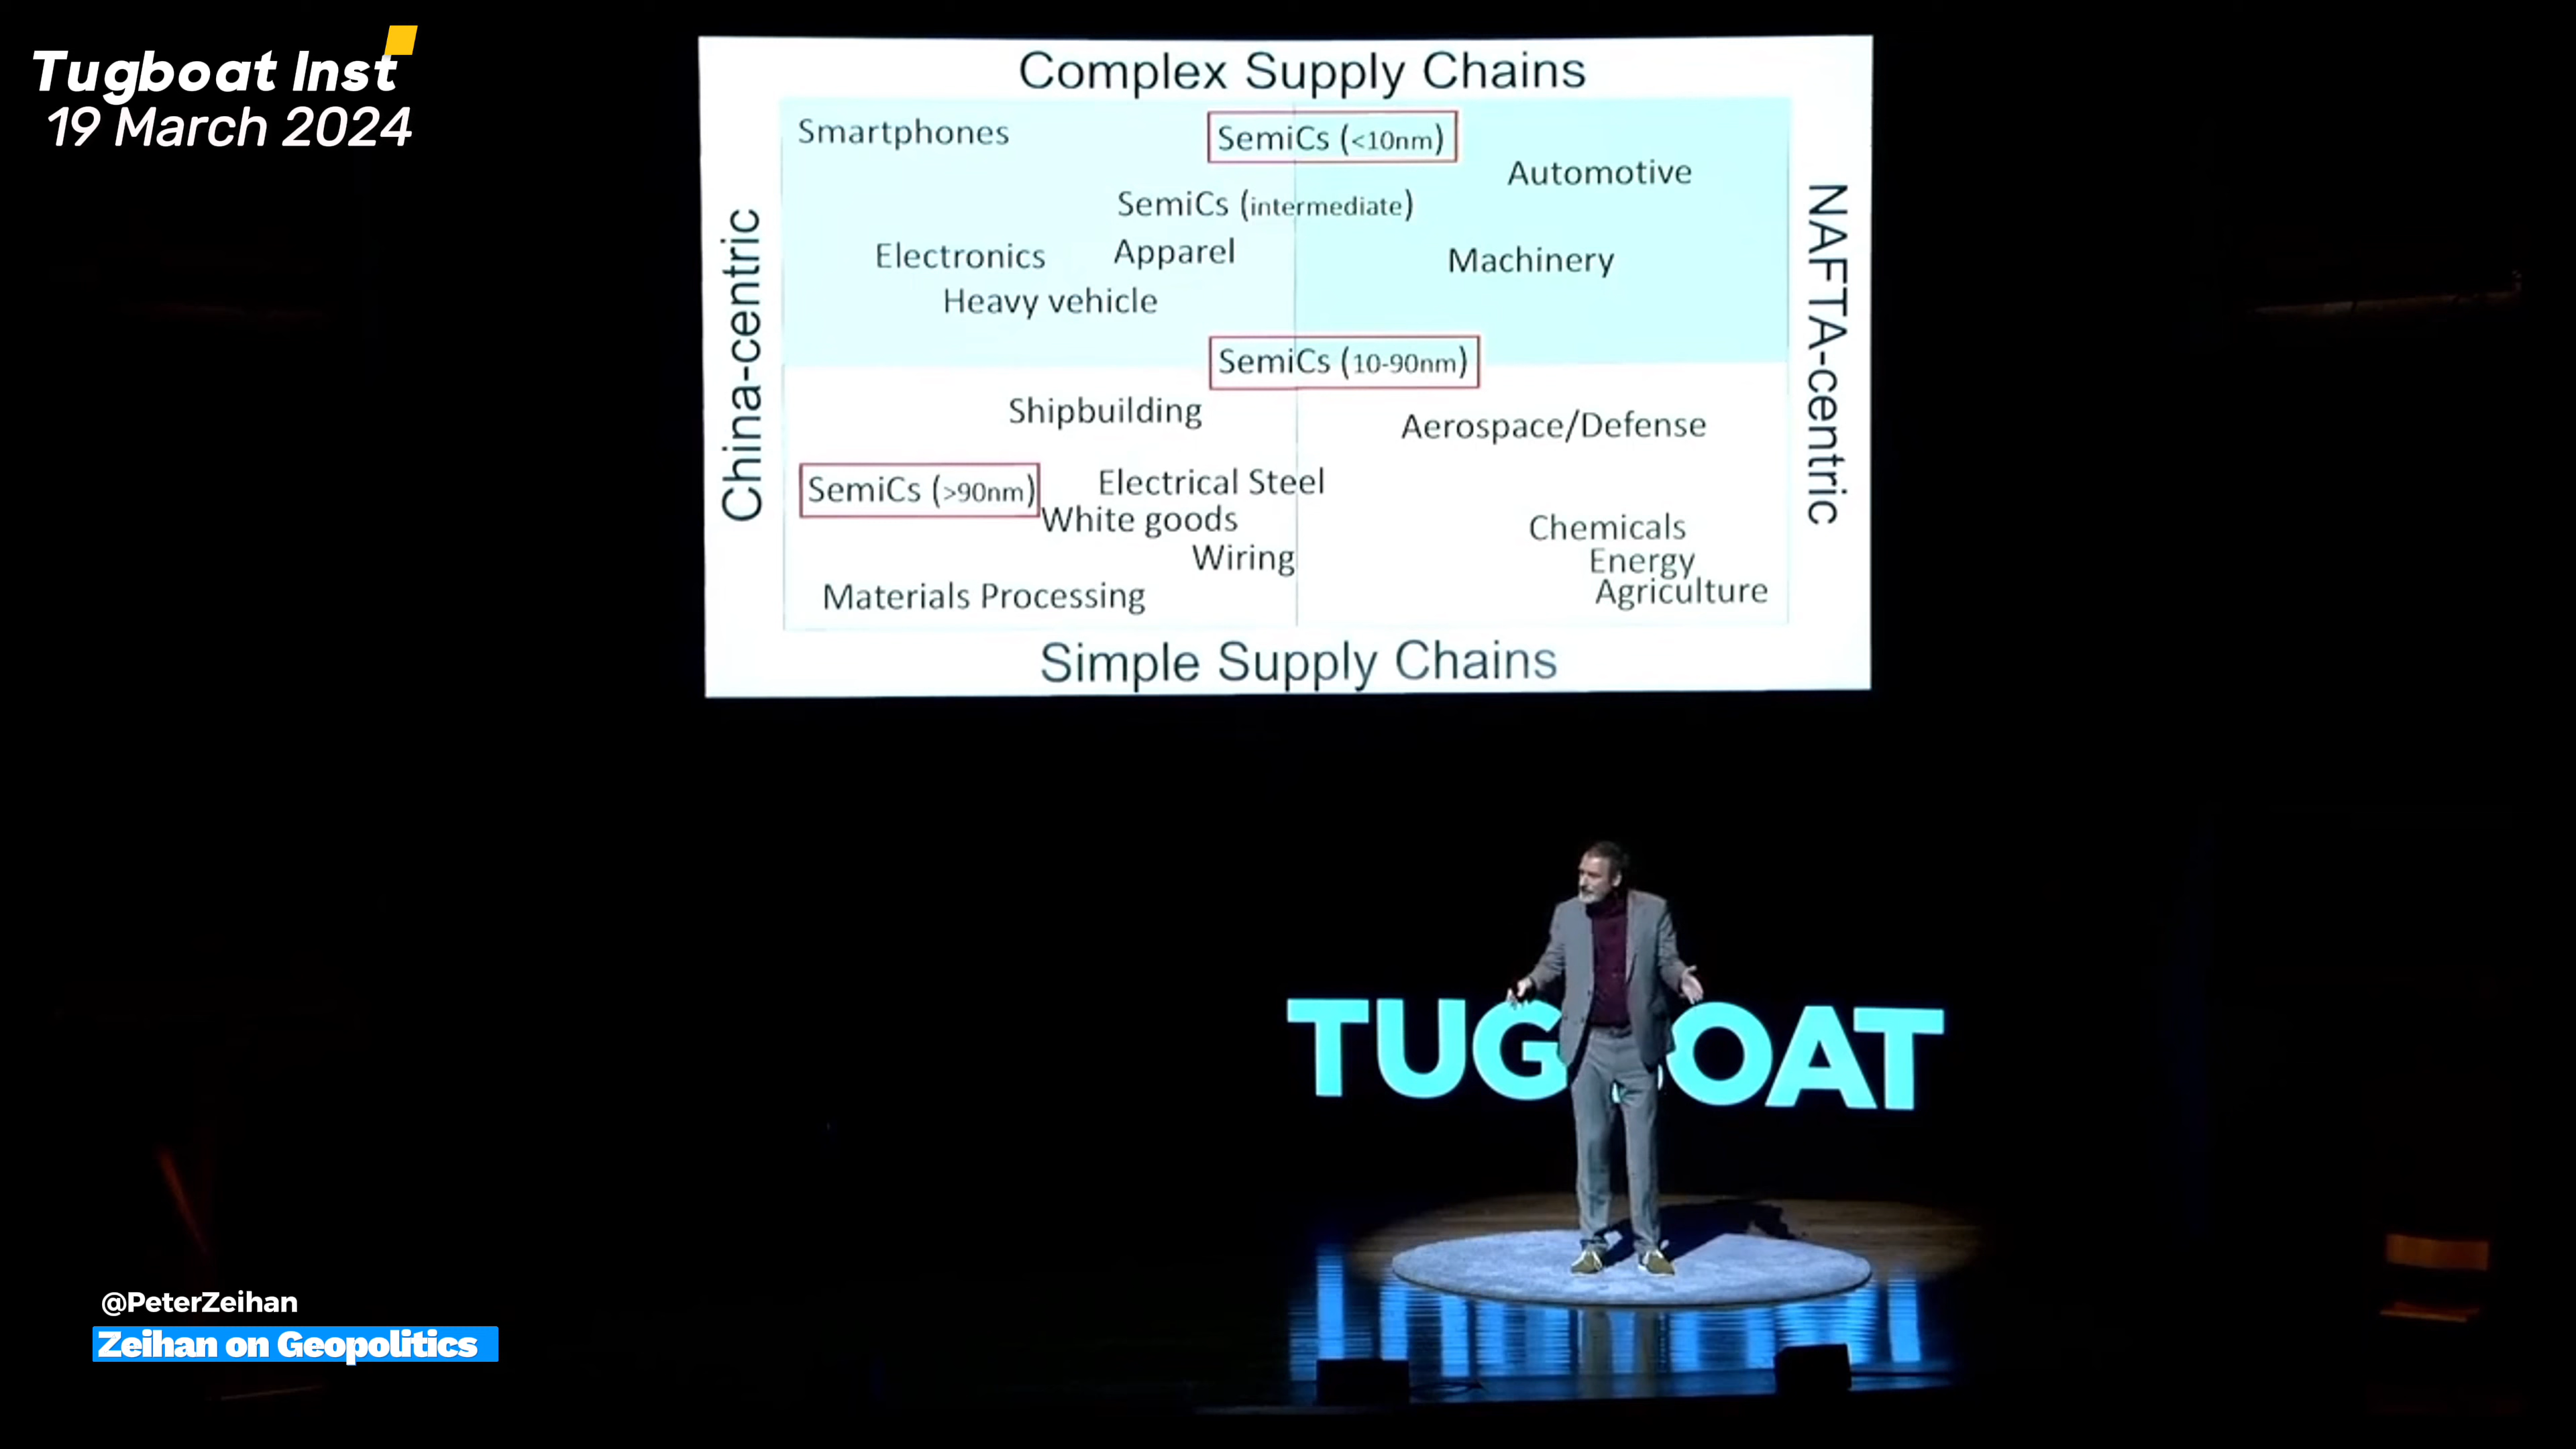 Tugboat Inst
19 March 2024
Complex Supply Chains
China-centric
NAFTA-centric
Smartphones
SemiCs (<10nm)
Automotive
SemiCs (intermediate)
Electronics
Apparel
Machinery
Heavy vehicle
SemiCs (10-90nm)
Shipbuilding
Aerospace/Defense
SemiCs (>90nm)
Electrical Steel
White goods
Chemicals
Wiring
Energy
Materials Processing
Agriculture
Simple Supply Chains
TUG OAT
@PeterZeihan
Zeihan on Geopolitics